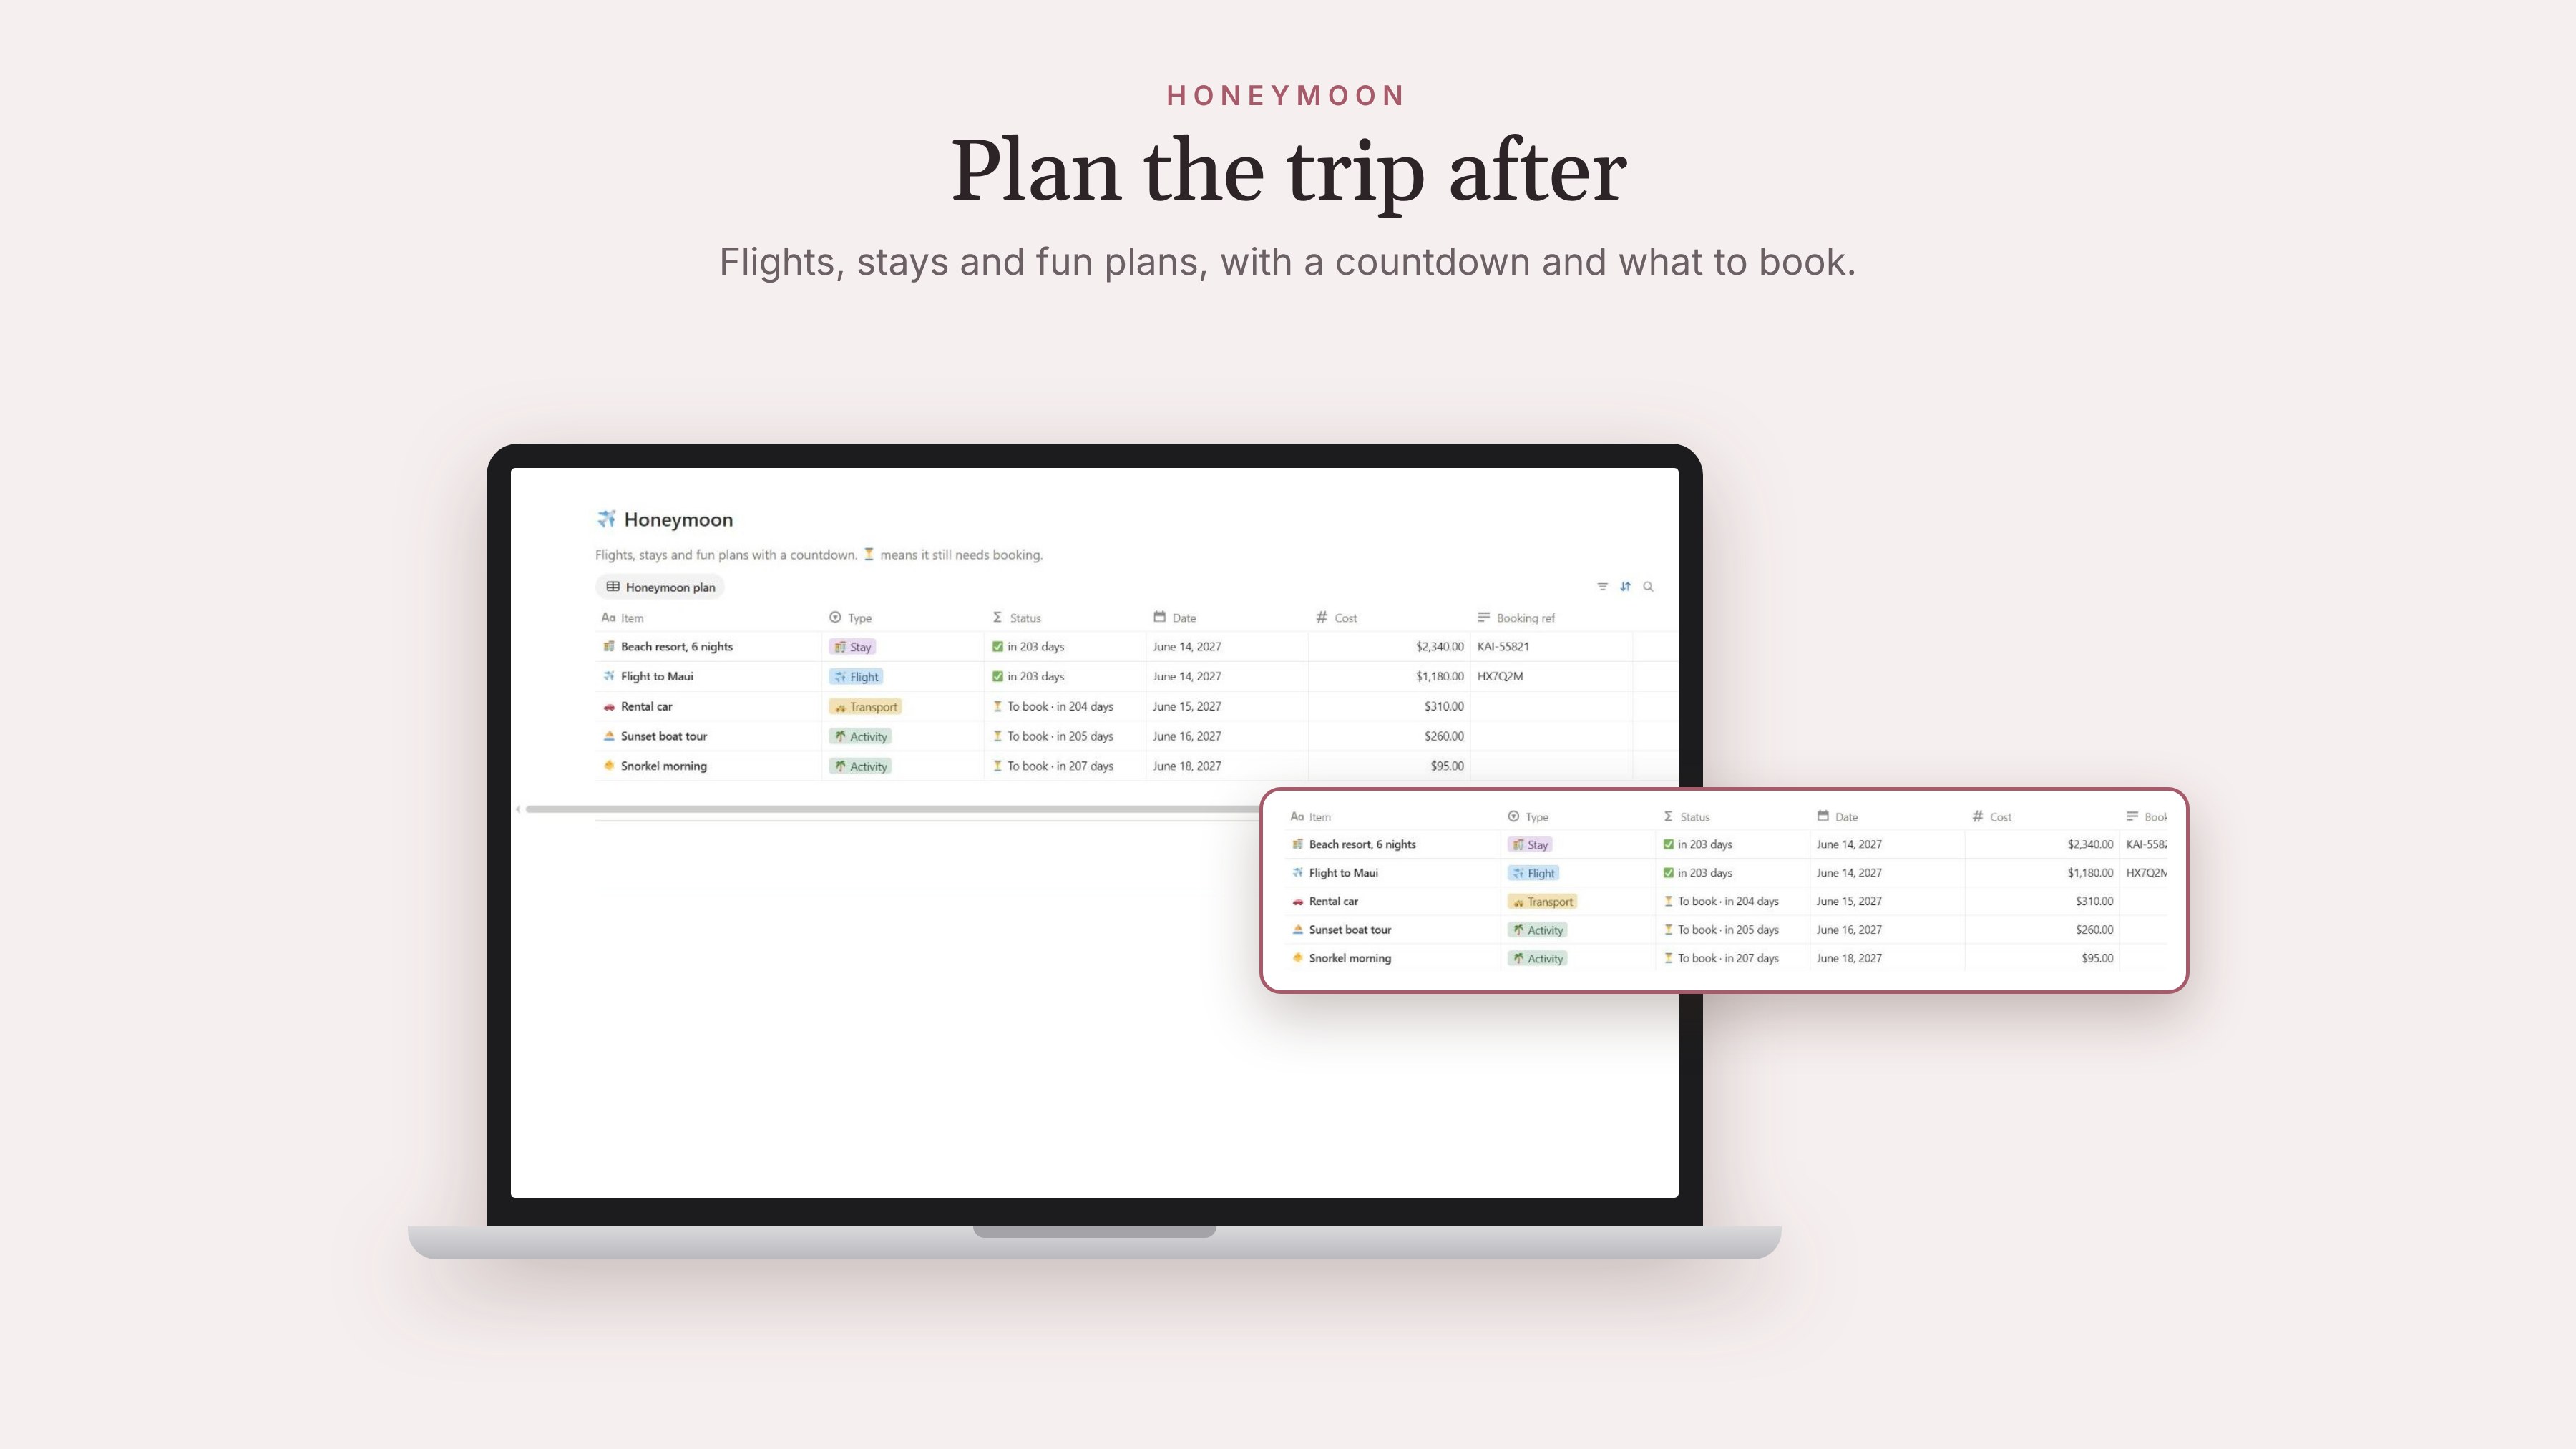 HONEYMOON
Plan the trip after
Flights, stays and fun plans, with a countdown and what to book.
Honeymoon
Flights, stays and fun plans with a countdown. ⏳ means it still needs booking.
Honeymoon plan
Aa Item Type Σ Status Date # Cost Booking ref
Beach resort, 6 nights Stay ✅ in 203 days June 14, 2027 $2,340.00 KAI-55821
Flight to Maui Flight ✅ in 203 days June 14, 2027 $1,180.00 HX7Q2M
Rental car Transport ⏳ To book · in 204 days June 15, 2027 $310.00
Sunset boat tour Activity ⏳ To book · in 205 days June 16, 2027 $260.00
Snorkel morning Activity ⏳ To book · in 207 days June 18, 2027 $95.00
Aa Item Type Σ Status Date # Cost Book
Beach resort, 6 nights Stay ✅ in 203 days June 14, 2027 $2,340.00 KAI-5582
Flight to Maui Flight ✅ in 203 days June 14, 2027 $1,180.00 HX7Q2M
Rental car Transport ⏳ To book · in 204 days June 15, 2027 $310.00
Sunset boat tour Activity ⏳ To book · in 205 days June 16, 2027 $260.00
Snorkel morning Activity ⏳ To book · in 207 days June 18, 2027 $95.00